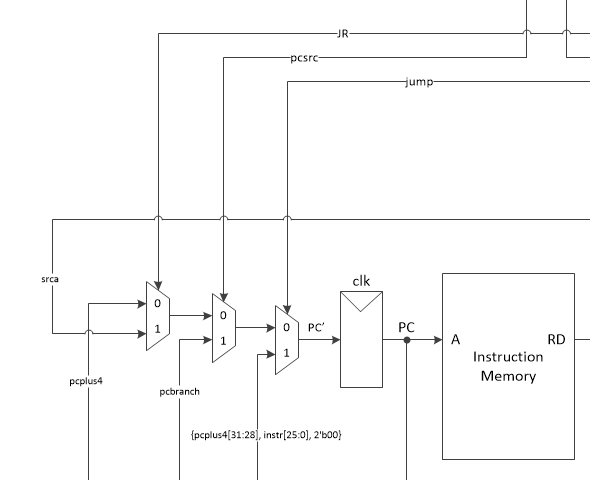 JR
pcsrc
jump
srca
clk
0
1
0
1
0
1
PC'
PC
A
RD
Instruction
Memory
pcplus4
pcbranch
{pcplus4[31:28], instr[25:0], 2'b00}